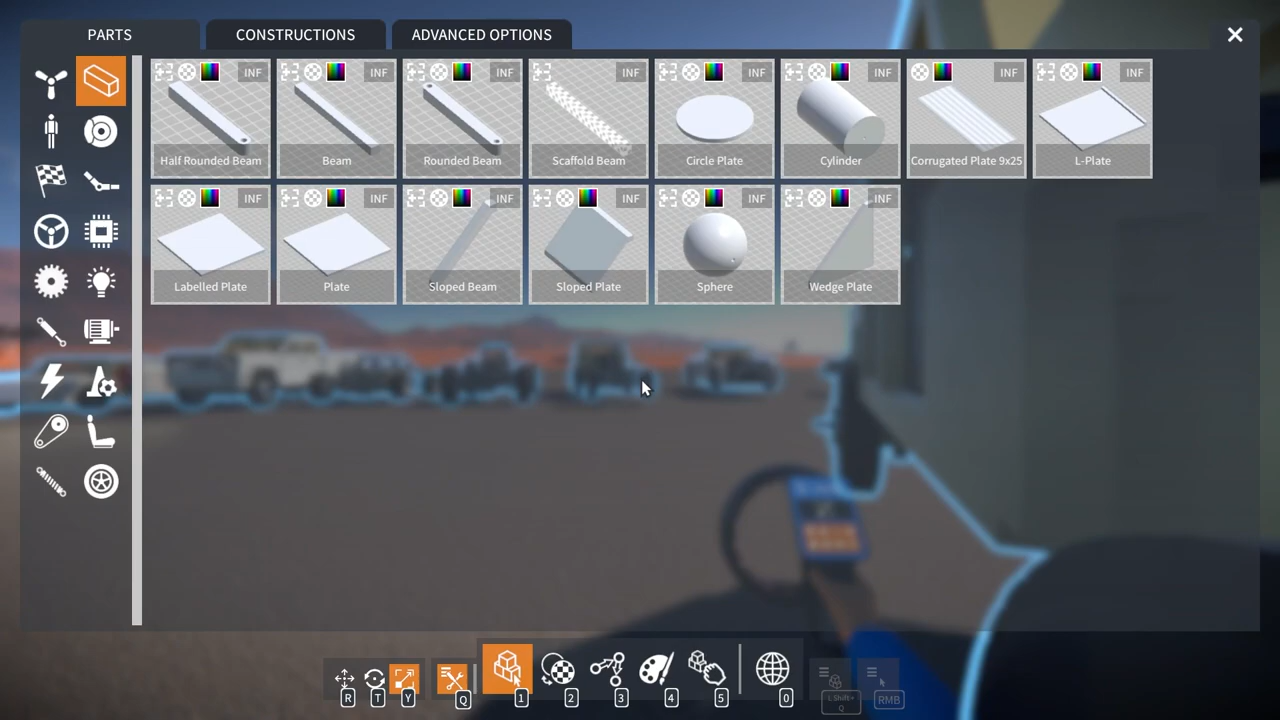 PARTS
CONSTRUCTIONS
ADVANCED OPTIONS
INF
INF
INF
INF
INF
INF
INF
INF
Half Rounded Beam
Beam
Rounded Beam
Scaffold Beam
Circle Plate
Cylinder
Corrugated Plate 9x25
L-Plate
INF
INF
INF
INF
INF
INF
Labelled Plate
Plate
Sloped Beam
Sloped Plate
Sphere
Wedge Plate
R
T
Y
Q
1
2
3
4
5
0
L Shift+
Q
RMB